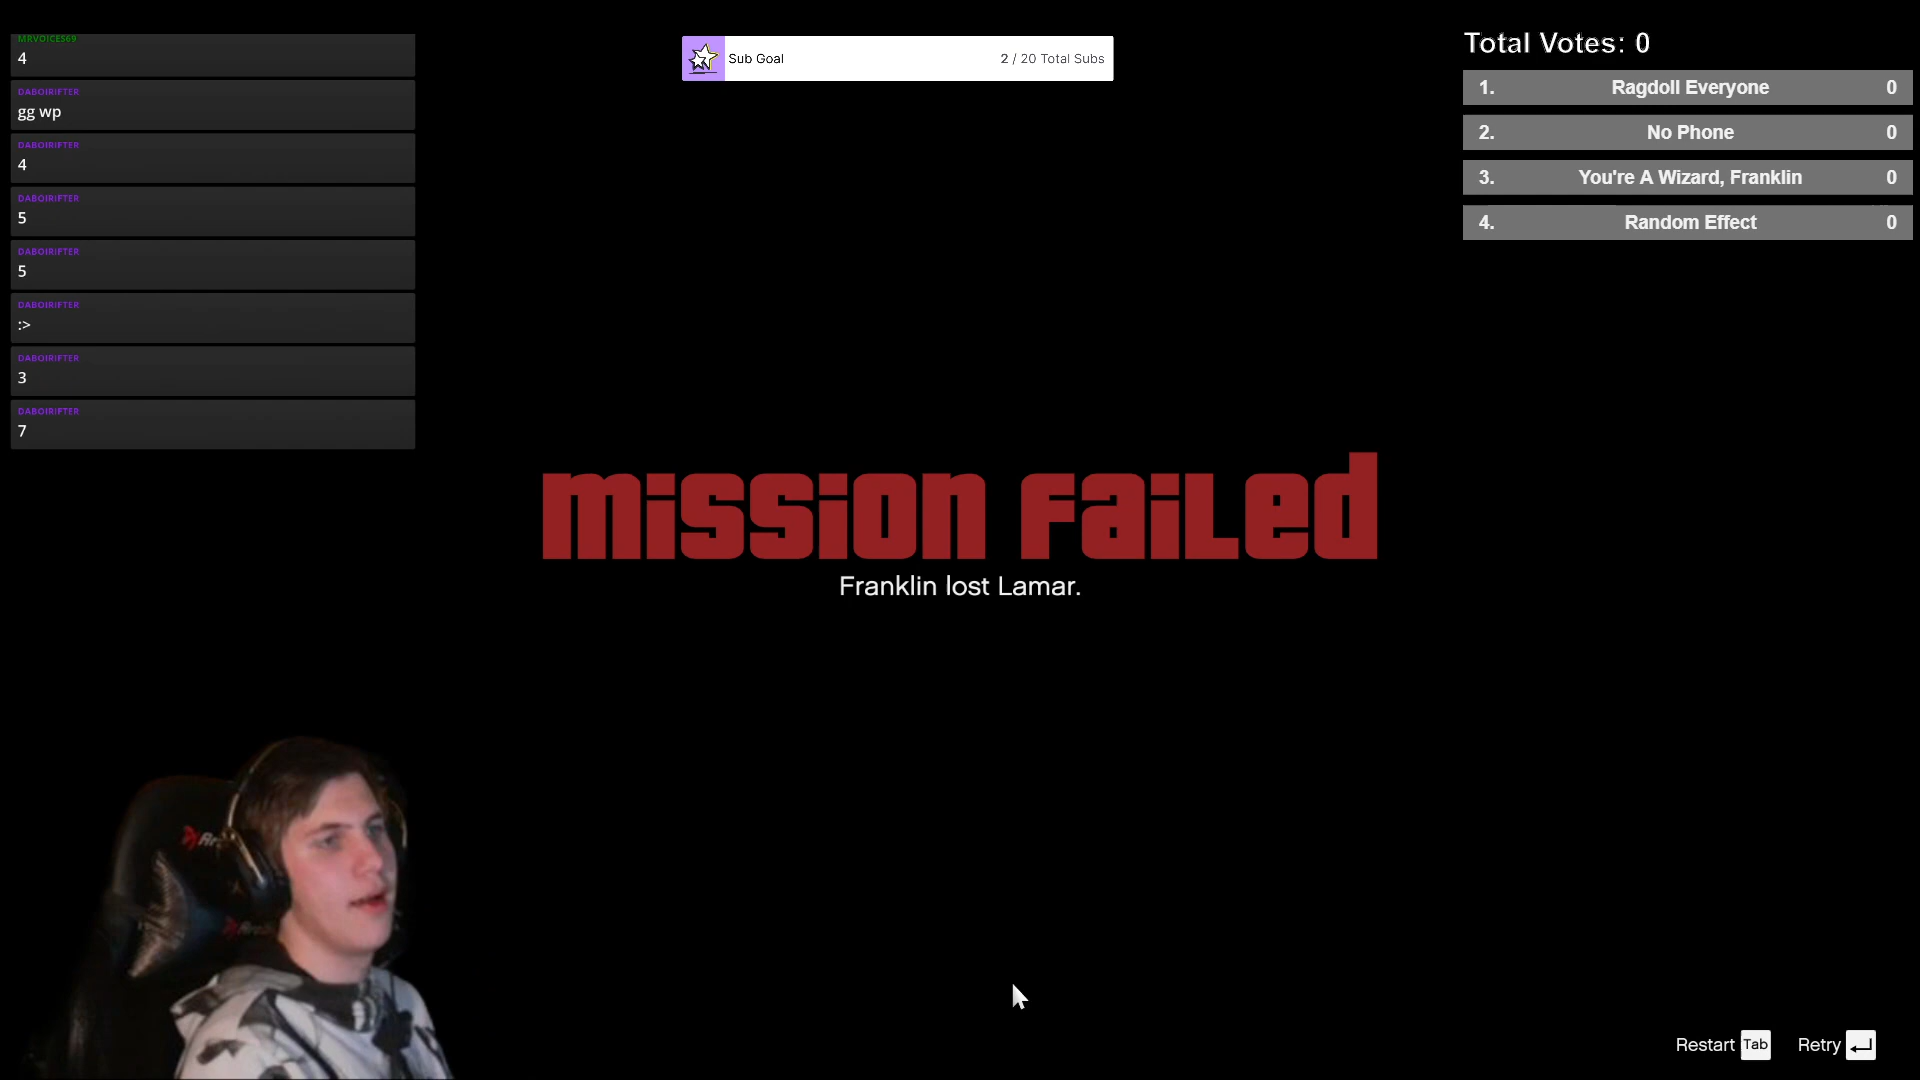 MRVOICES69
4
DABOIRIFTER
gg wp
DABOIRIFTER
4
DABOIRIFTER
5
DABOIRIFTER
5
DABOIRIFTER
:>
DABOIRIFTER
3
DABOIRIFTER
7
Sub Goal 2 / 20 Total Subs
Total Votes: 0
1. Ragdoll Everyone 0
2. No Phone 0
3. You're A Wizard, Franklin 0
4. Random Effect 0
mission failed
Franklin lost Lamar.
Restart Tab Retry